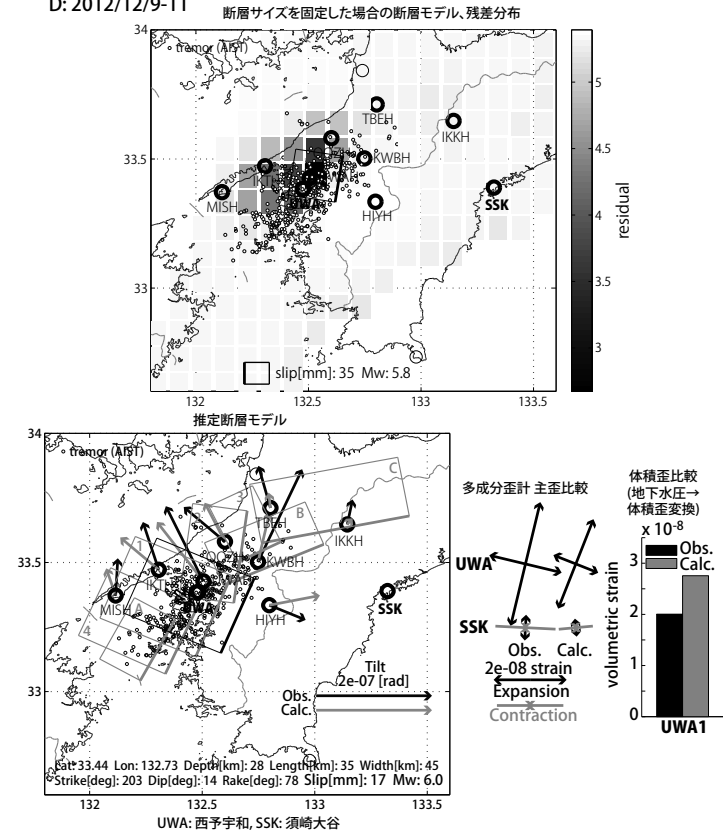 D: 2012/12/9-11
断層サイズを固定した場合の断層モデル、残差分布
34
tremor (AIST)
TBEH
IKKH
33.5
KWBH
IKTH
MISH
UWA
HIYH
SSK
33
slip[mm]: 35 Mw: 5.8
132
132.5
133
133.5
5
4.5
4
3.5
3
residual
推定断層モデル
34
tremor (AIST)
C
3
B
TBEH
IKKH
33.5
OOZH
KWBH
1
IKTH
MISH
A
UWA
HIYH
SSK
4
33
Tilt
2e-07 [rad]
Obs.
Calc.
Lat: 33.44 Lon: 132.73 Depth[km]: 28 Length[km]: 35 Width[km]: 45
Strike[deg]: 203 Dip[deg]: 14 Rake[deg]: 78 Slip[mm]: 17 Mw: 6.0
132
132.5
133
133.5
UWA: 西予宇和, SSK: 須崎大谷
多成分歪計 主歪比較
UWA
SSK
Obs.
Calc.
2e-08 strain
Expansion
Contraction
体積歪比較
(地下水圧→
体積歪変換)
x 10-8
Obs.
Calc.
3
2
1
0
volumetric strain
UWA1